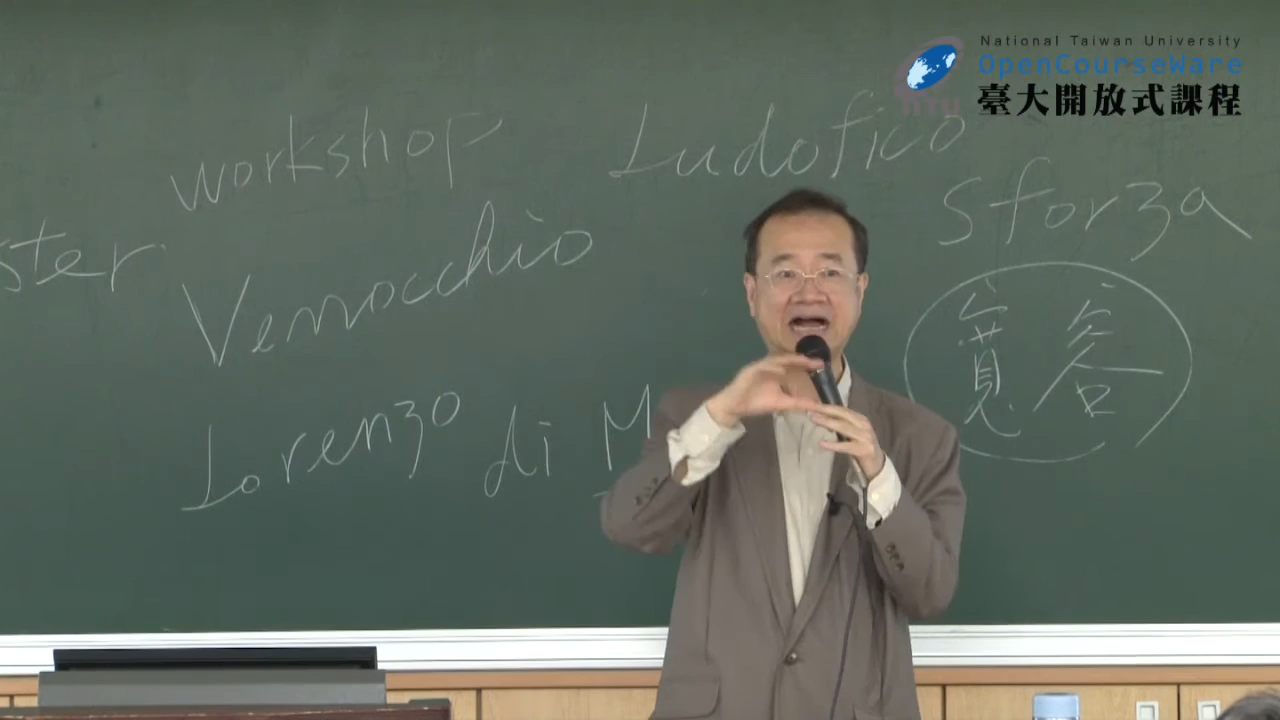 National Taiwan University
OpenCourseWare
臺大開放式課程
NTU
workshop
Ludofico
Sforza
ster
Verrocchio
寬容
Lorenzo di M